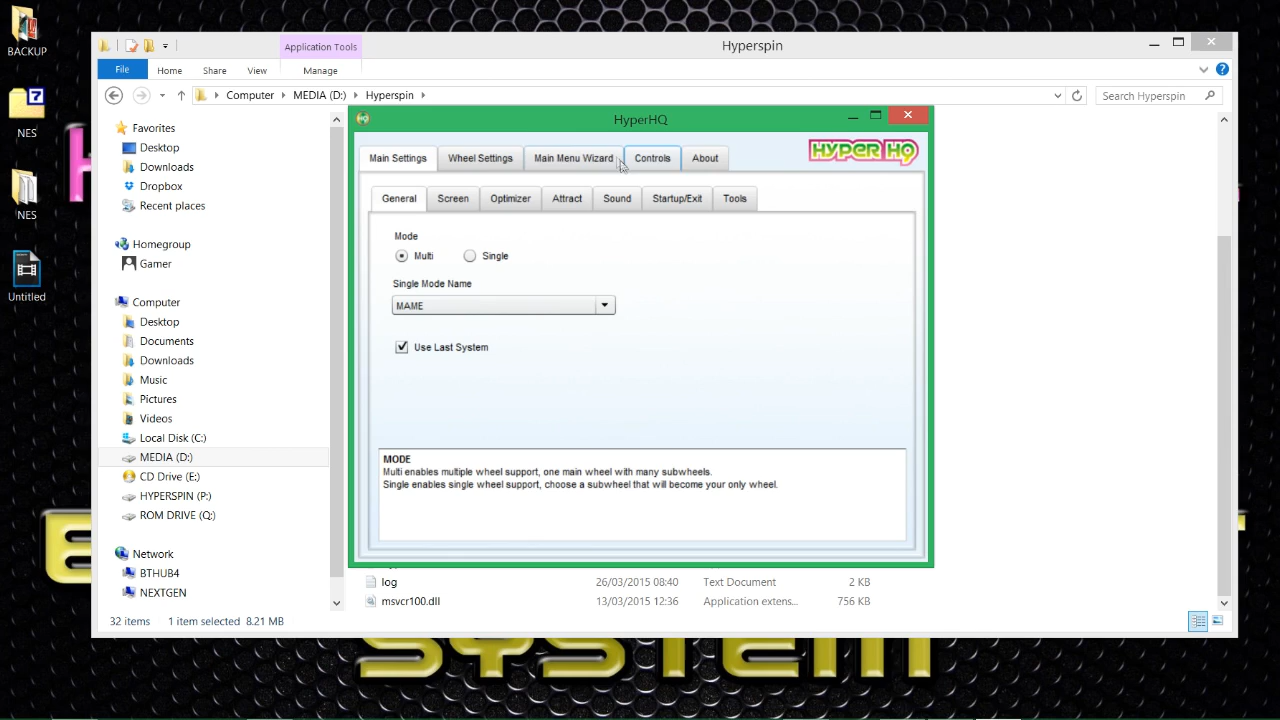 BACKUP
NES
NES
Untitled
Application Tools
Hyperspin
File
Home
Share
View
Manage
Computer
MEDIA (D:)
Hyperspin
Search Hyperspin
Favorites
Desktop
Downloads
Dropbox
Recent places
Homegroup
Gamer
Computer
Desktop
Documents
Downloads
Music
Pictures
Videos
Local Disk (C:)
MEDIA (D:)
CD Drive (E:)
HYPERSPIN (P:)
ROM DRIVE (Q:)
Network
BTHUB4
NEXTGEN
32 items 1 item selected 8.21 MB
HyperHQ
Main Settings
Wheel Settings
Main Menu Wizard
Controls
About
HYPER HQ
General
Screen
Optimizer
Attract
Sound
Startup/Exit
Tools
Mode
Multi
Single
Single Mode Name
MAME
Use Last System
MODE
Multi enables multiple wheel support, one main wheel with many subwheels.
Single enables single wheel support, choose a subwheel that will become your only wheel.
log 26/03/2015 08:40 Text Document 2 KB
msvcr100.dll 13/03/2015 12:36 Application extens... 756 KB
SYSTEM